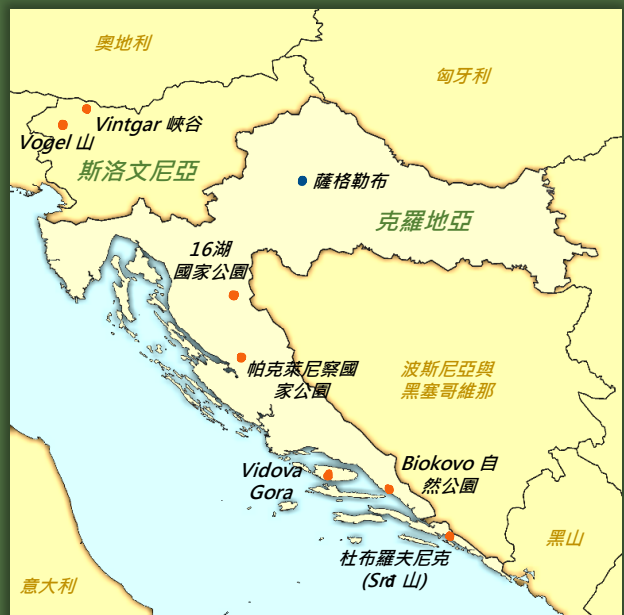 奧地利
匈牙利
Vintgar 峽谷
Vogel 山
斯洛文尼亞
薩格勒布
克羅地亞
16湖
國家公園
帕克萊尼察國
家公園
波斯尼亞與
黑塞哥維那
Vidova
Gora
Biokovo 自
然公園
杜布羅夫尼克
(Srđ 山)
黑山
意大利